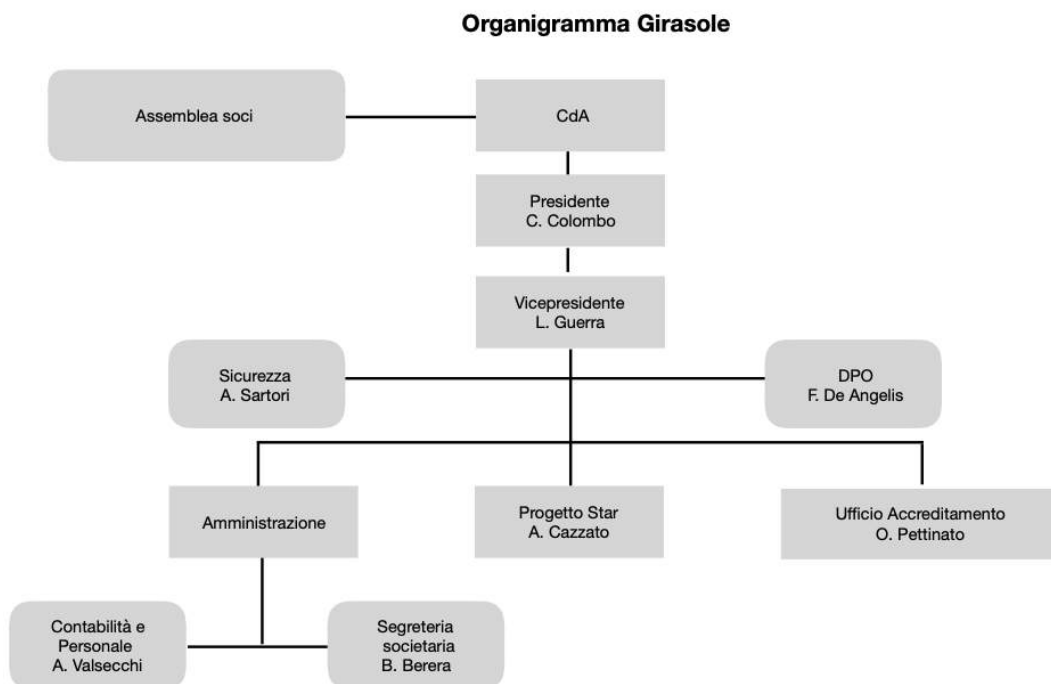 Organigramma Girasole
Assemblea soci
CdA
Presidente
C. Colombo
Vicepresidente
L. Guerra
Sicurezza
A. Sartori
DPO
F. De Angelis
Amministrazione
Progetto Star
A. Cazzato
Ufficio Accreditamento
O. Pettinato
Contabilità e
Personale
A. Valsecchi
Segreteria
societaria
B. Berera